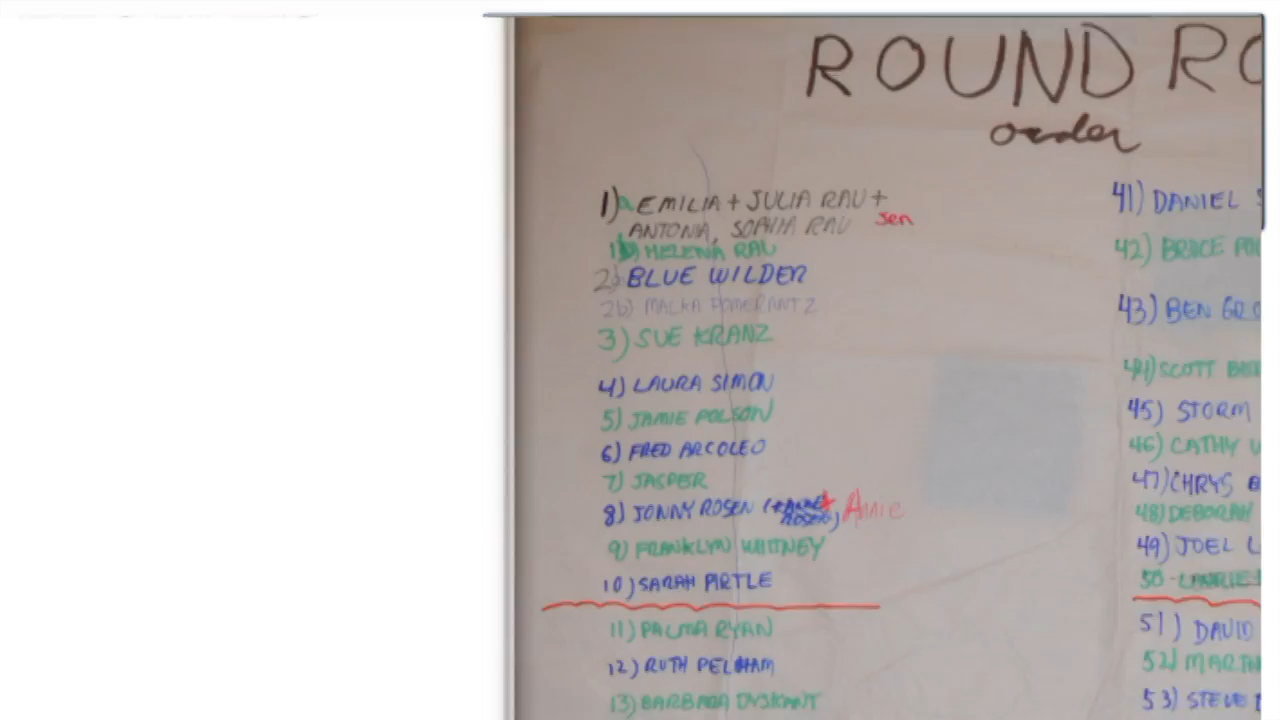 ROUND
order
1)a EMILIA + JULIA RAU +
ANTONIA, SOPHIA RAU Jen
1b) HELENA RAU
2) BLUE WILDER
2b) MALKA POMERANTZ
3) SUE KRANZ
4) LAURA SIMON
5) JAMIE POLSON
6) FRED ARCOLEO
7) JASPER
8) JONNY ROSEN Annie
9) FRANKLYN WHITNEY
10) SARAH PIRTLE
11) PALMA RYAN
12) RUTH PELHAM
13) BARBARA DYSKANT
41) DANIEL
42) BRUCE
43) BEN
44) SCOTT
45) STORM
46) CATHY
47) CHRYS
48) DEBORAH
49) JOEL
50 - LAURIE
51) DAVID
52)
53) STEVE